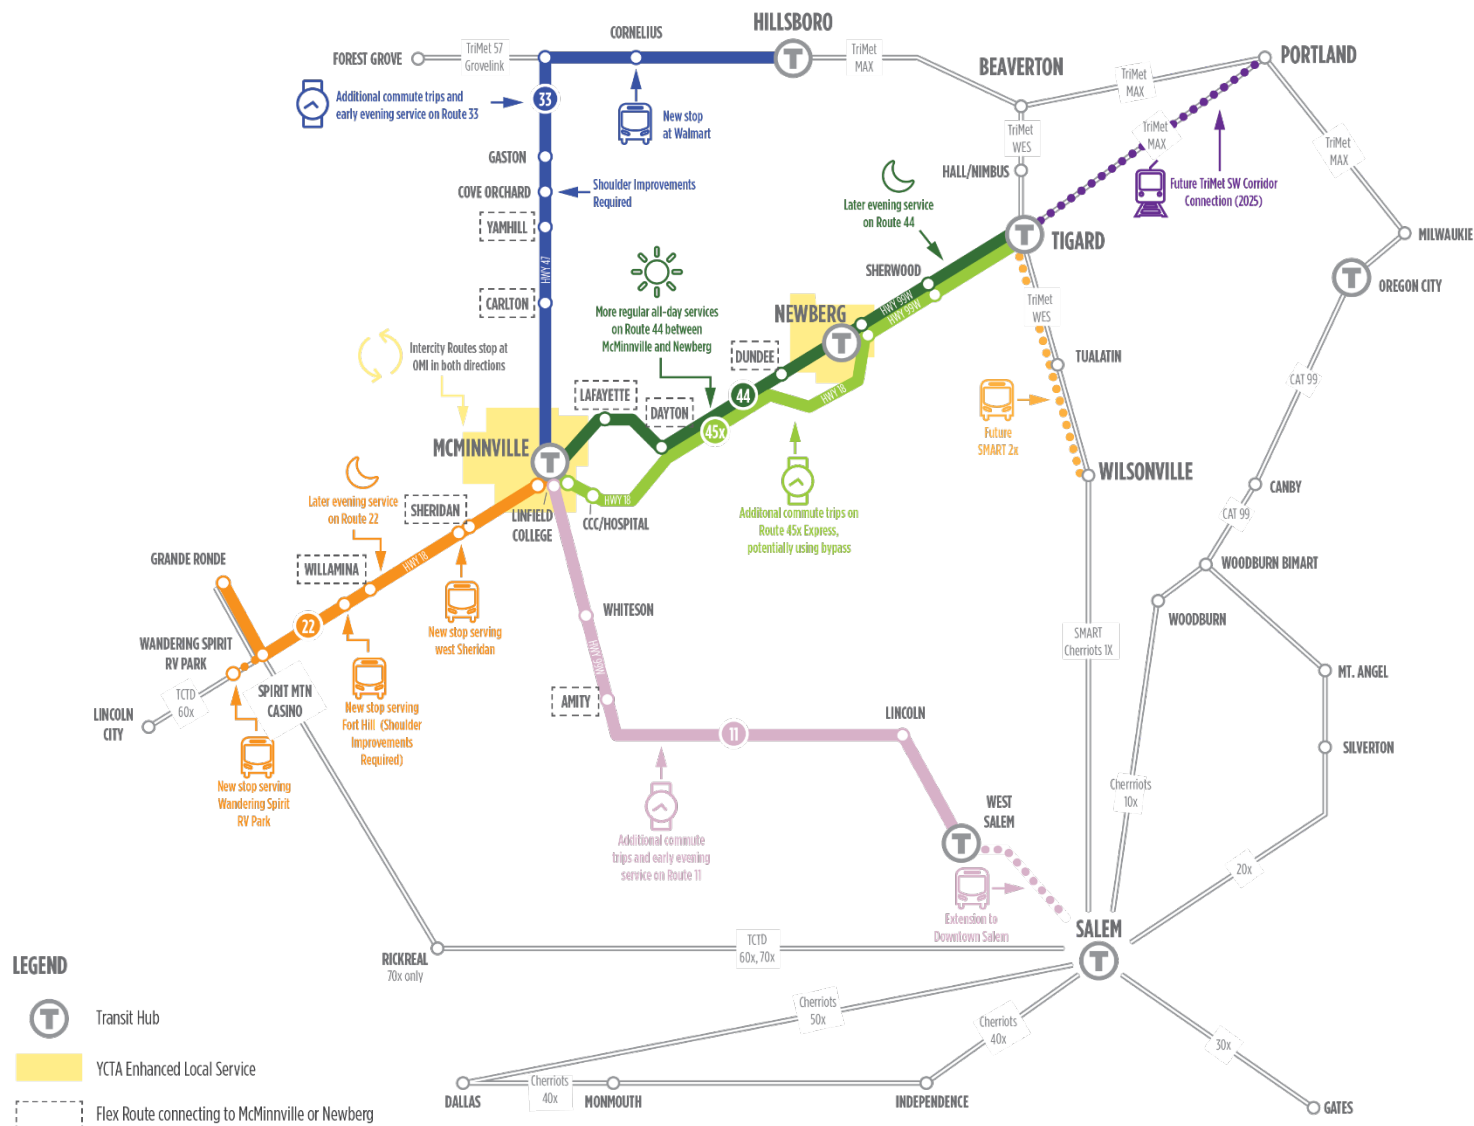 HILLSBORO
CORNELIUS
FOREST GROVE
TriMet 57
Grovelink
TriMet
MAX
BEAVERTON
PORTLAND
TriMet
MAX
33
Additional commute trips and
early evening service on Route 33
New stop
at Walmart
TriMet
WES
TriMet
MAX
TriMet
MAX
GASTON
COVE ORCHARD
Shoulder Improvements
Required
HALL/NIMBUS
Future TriMet SW Corridor
Connection (2025)
YAMHILL
HWY 47
CARLTON
Later evening service
on Route 44
TIGARD
MILWAUKIE
SHERWOOD
OREGON CITY
HWY 99W
HWY 99W
NEWBERG
TriMet
WES
More regular all-day services
on Route 44 between
McMinnville and Newberg
Intercity Routes stop at
OMI in both directions
DUNDEE
TUALATIN
LAFAYETTE
DAYTON
44
45x
HWY 18
CAT 99
Future
SMART 2x
MCMINNVILLE
WILSONVILLE
CANBY
CAT 99
HWY 18
LINFIELD
COLLEGE
CCC/HOSPITAL
Additional commute trips on
Route 45x Express,
potentially using bypass
Later evening service
on Route 22
SHERIDAN
HWY 18
WILLAMINA
GRANDE RONDE
22
New stop serving
west Sheridan
WHITESON
HWY 99W
WOODBURN BIMART
WOODBURN
WANDERING SPIRIT
RV PARK
SPIRIT MTN
CASINO
TCTD
60x
LINCOLN
CITY
New stop serving
Fort Hill (Shoulder
Improvements
Required)
New stop serving
Wandering Spirit
RV Park
AMITY
11
LINCOLN
SMART
Cherriots 1X
MT. ANGEL
SILVERTON
Cherrriots
10x
WEST
SALEM
Additional commute
trips and early evening
service on Route 11
Extension to
Downtown Salem
20x
SALEM
RICKREAL
70x only
TCTD
60x, 70x
Cherriots
50x
Cherriots
40x
30x
DALLAS
Cherriots
40x
MONMOUTH
INDEPENDENCE
GATES
LEGEND
T
Transit Hub
YCTA Enhanced Local Service
Flex Route connecting to McMinnville or Newberg